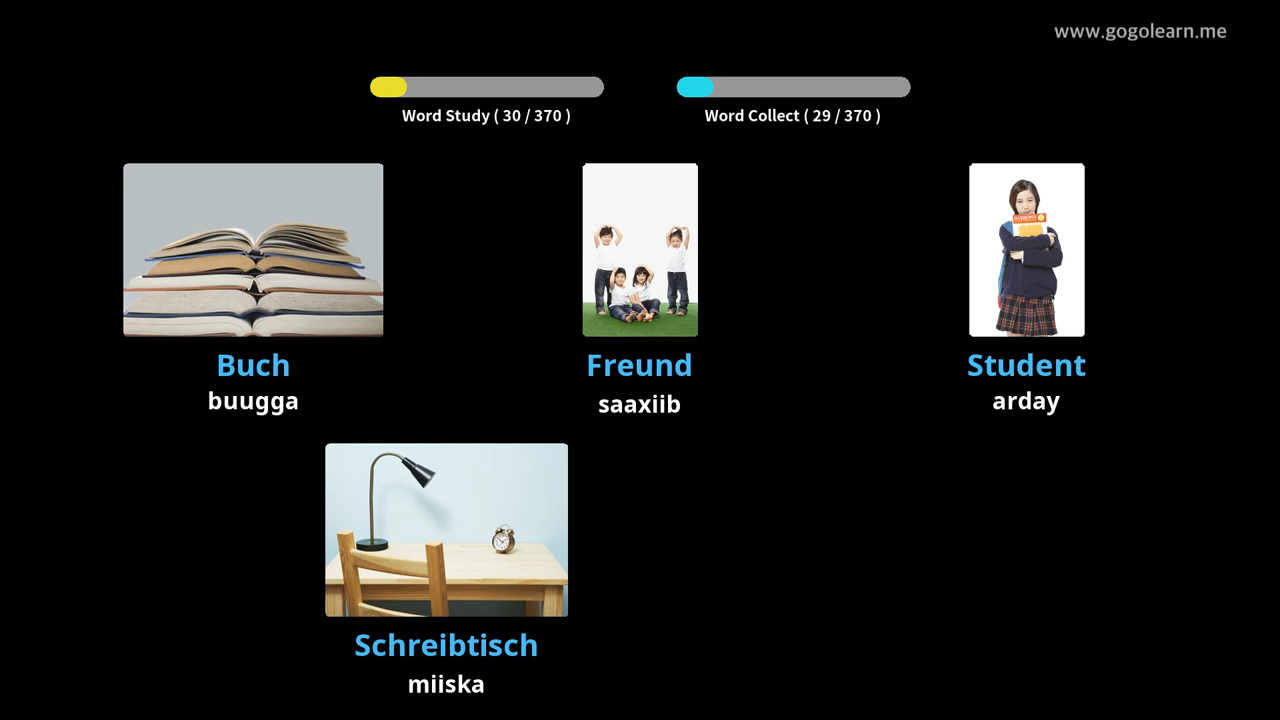 www.gogolearn.me
Word Study ( 30 / 370 )
Word Collect ( 29 / 370 )
Buch
buugga
Freund
saaxiib
Student
arday
Schreibtisch
miiska